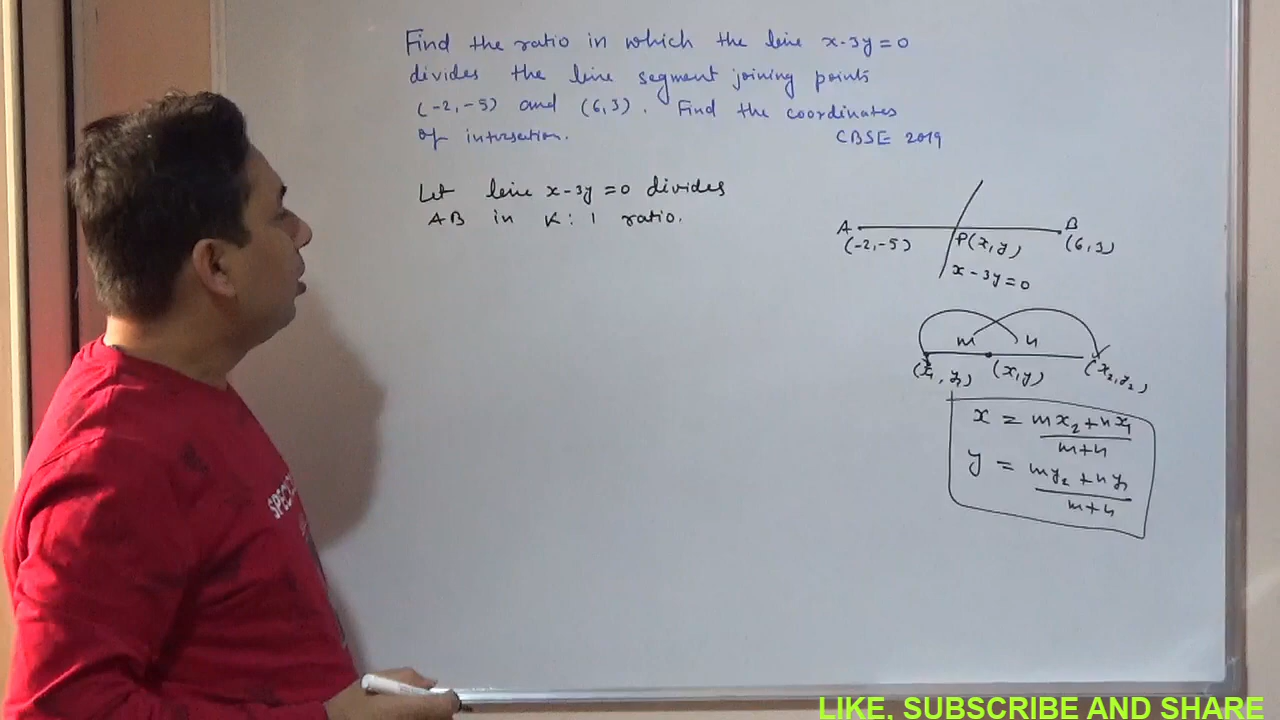 Find the ratio in which the line x-3y=0
divides the line segment joining points
(-2,-5) and (6,3). Find the coordinates
of intersection. CBSE 2019
Let line x-3y=0 divides
AB in K:1 ratio.
A B
(-2,-5) P(x,y) (6,3)
x-3y=0
m n
(x₁, y₁) (x,y) (x₂,y₂)
x = mx₂+nx₁
m+n
y = my₂+ny₁
m+n
SPEC
LIKE, SUBSCRIBE AND SHARE